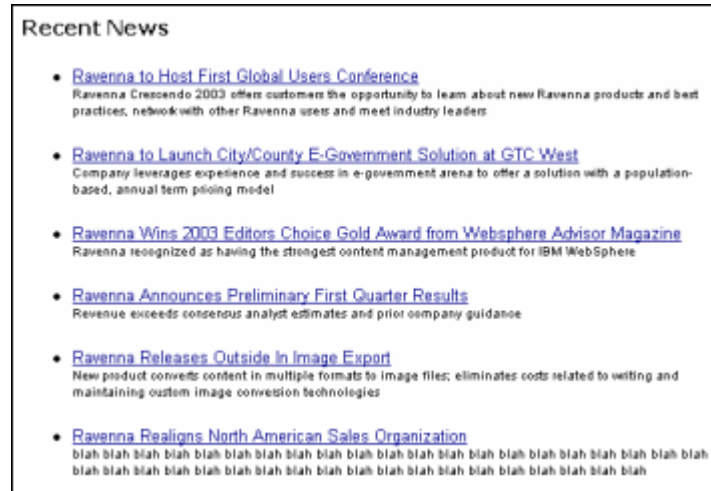 Recent News
Ravenna to Host First Global Users Conference
Ravenna Crescendo 2003 offers customers the opportunity to learn about new Ravenna products and best
practices, network with other Ravenna users and meet industry leaders
Ravenna to Launch City/County E-Government Solution at GTC West
Company leverages experience and success in e-government arena to offer a solution with a population-
based, annual term pricing model
Ravenna Wins 2003 Editors Choice Gold Award from Websphere Advisor Magazine
Ravenna recognized as having the strongest content management product for IBM WebSphere
Ravenna Announces Preliminary First Quarter Results
Revenue exceeds consensus analyst estimates and prior company guidance
Ravenna Releases Outside In Image Export
New product converts content in multiple formats to image files; eliminates costs related to writing and
maintaining custom image conversion technologies
Ravenna Realigns North American Sales Organization
blah blah blah blah blah blah blah blah blah blah blah blah blah blah blah blah blah blah blah blah
blah blah blah blah blah blah blah blah blah blah blah blah blah blah blah blah blah blah blah